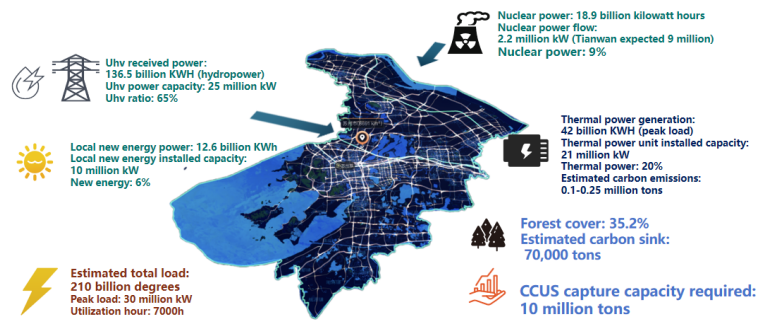 Nuclear power: 18.9 billion kilowatt hours
Nuclear power flow:
2.2 million kW (Tianwan expected 9 million)
Nuclear power: 9%
Uhv received power:
136.5 billion KWH (hydropower)
Uhv power capacity: 25 million kW
Uhv ratio: 65%
Local new energy power: 12.6 billion KWh
Local new energy installed capacity:
10 million kW
New energy: 6%
Thermal power generation:
42 billion KWH (peak load)
Thermal power unit installed capacity:
21 million kW
Thermal power: 20%
Estimated carbon emissions:
0.1-0.25 million tons
Forest cover: 35.2%
Estimated carbon sink:
70,000 tons
Estimated total load:
210 billion degrees
Peak load: 30 million kW
Utilization hour: 7000h
CCUS capture capacity required:
10 million tons